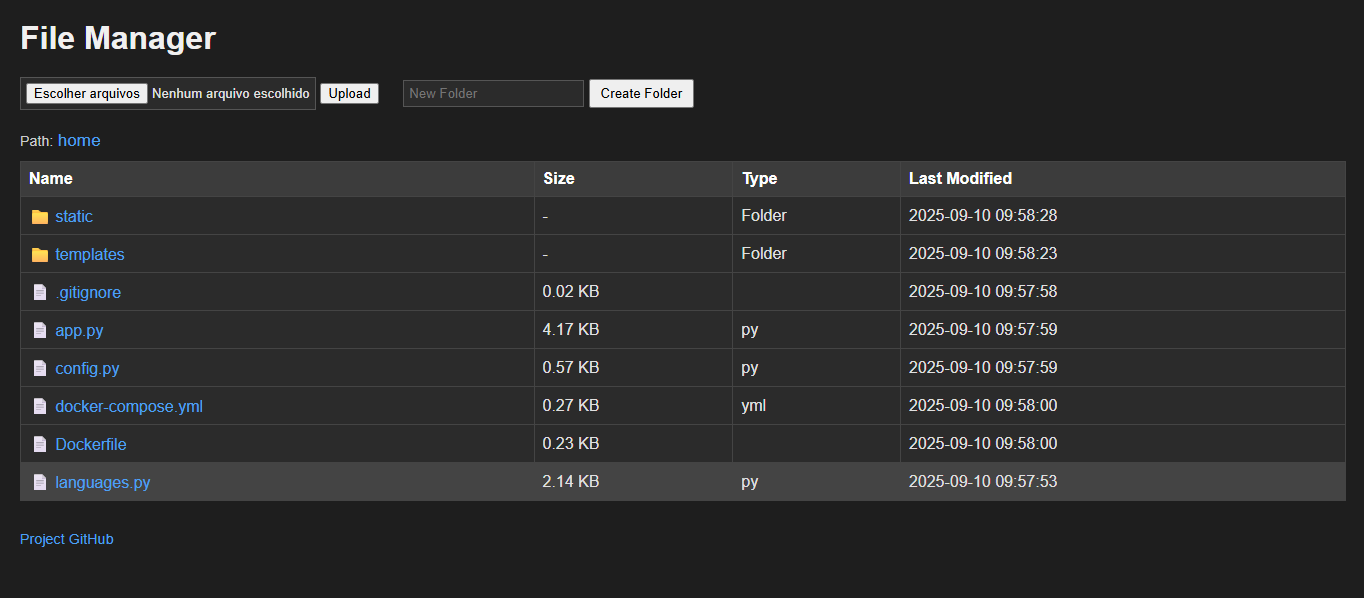 File Manager
Escolher arquivos Nenhum arquivo escolhido Upload New Folder Create Folder
Path: home
Name Size Type Last Modified
static - Folder 2025-09-10 09:58:28
templates - Folder 2025-09-10 09:58:23
.gitignore 0.02 KB 2025-09-10 09:57:58
app.py 4.17 KB py 2025-09-10 09:57:59
config.py 0.57 KB py 2025-09-10 09:57:59
docker-compose.yml 0.27 KB yml 2025-09-10 09:58:00
Dockerfile 0.23 KB 2025-09-10 09:58:00
languages.py 2.14 KB py 2025-09-10 09:57:53
Project GitHub